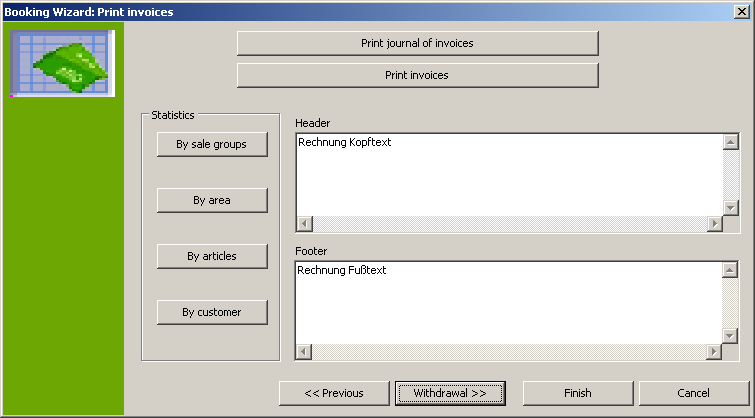 Booking Wizard: Print invoices
Print journal of invoices
Print invoices
Statistics
By sale groups
By area
By articles
By customer
Header
Rechnung Kopftext
Footer
Rechnung Fußtext
<< Previous
Withdrawal >>
Finish
Cancel